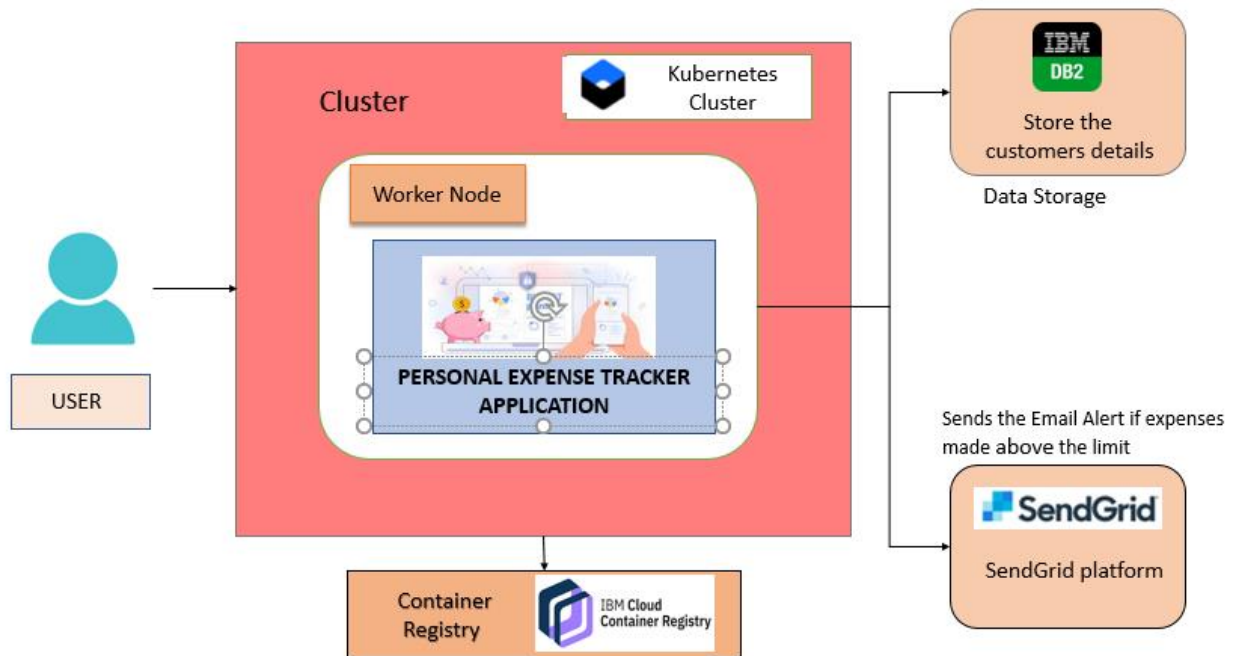 Cluster
Kubernetes
Cluster
Worker Node
PERSONAL EXPENSE TRACKER
APPLICATION
USER
IBM
DB2
Store the
customers details
Data Storage
Sends the Email Alert if expenses
made above the limit
SendGrid
SendGrid platform
Container
Registry
IBM Cloud
Container Registry